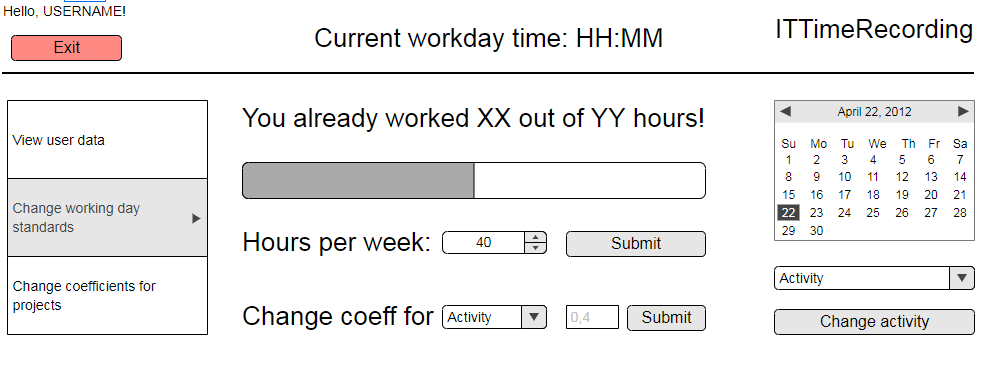 Hello, USERNAME!
Exit
Current workday time: HH:MM
ITTimeRecording
View user data
Change working day
standards
Change coefficients for
projects
You already worked XX out of YY hours!
Hours per week: 40 Submit
Change coeff for Activity 0,4 Submit
April 22, 2012
Su Mo Tu We Th Fr Sa
1 2 3 4 5 6 7
8 9 10 11 12 13 14
15 16 17 18 19 20 21
22 23 24 25 26 27 28
29 30
Activity
Change activity